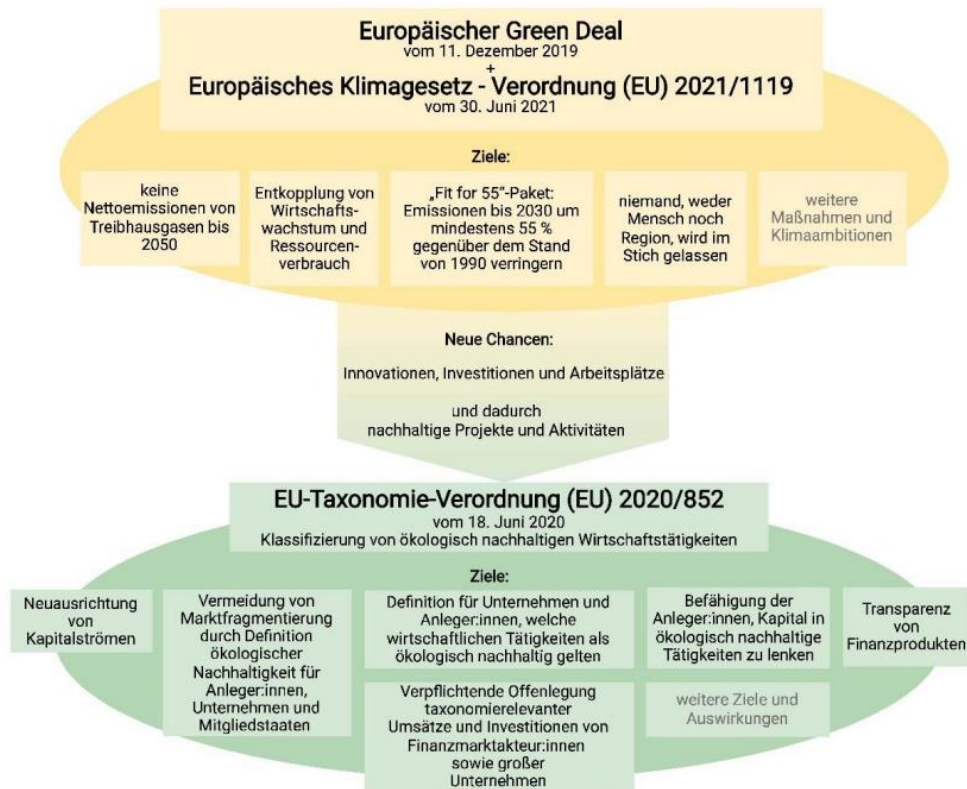 Europäischer Green Deal
vom 11. Dezember 2019
+
Europäisches Klimagesetz - Verordnung (EU) 2021/1119
vom 30. Juni 2021
Ziele:
keine
Nettoemissionen von
Treibhausgasen bis
2050
Entkopplung von
Wirtschafts-
wachstum und
Ressourcen-
verbrauch
„Fit for 55“-Paket:
Emissionen bis 2030 um
mindestens 55 %
gegenüber dem Stand
von 1990 verringern
niemand, weder
Mensch noch
Region, wird im
Stich gelassen
weitere
Maßnahmen und
Klimaambitionen
Neue Chancen:
Innovationen, Investitionen und Arbeitsplätze
und dadurch
nachhaltige Projekte und Aktivitäten
EU-Taxonomie-Verordnung (EU) 2020/852
vom 18. Juni 2020
Klassifizierung von ökologisch nachhaltigen Wirtschaftstätigkeiten
Ziele:
Neuausrichtung
von
Kapitalströmen
Vermeidung von
Marktfragmentierung
durch Definition
ökologischer
Nachhaltigkeit für
Anleger:innen,
Unternehmen und
Mitgliedstaaten
Definition für Unternehmen und
Anleger:innen, welche
wirtschaftlichen Tätigkeiten als
ökologisch nachhaltig gelten
Befähigung der
Anleger:innen, Kapital in
ökologisch nachhaltige
Tätigkeiten zu lenken
Transparenz
von
Finanzprodukten
Verpflichtende Offenlegung
taxonomierelevanter
Umsätze und Investitionen von
Finanzmarktakteur:innen
sowie großer
Unternehmen
weitere Ziele und
Auswirkungen